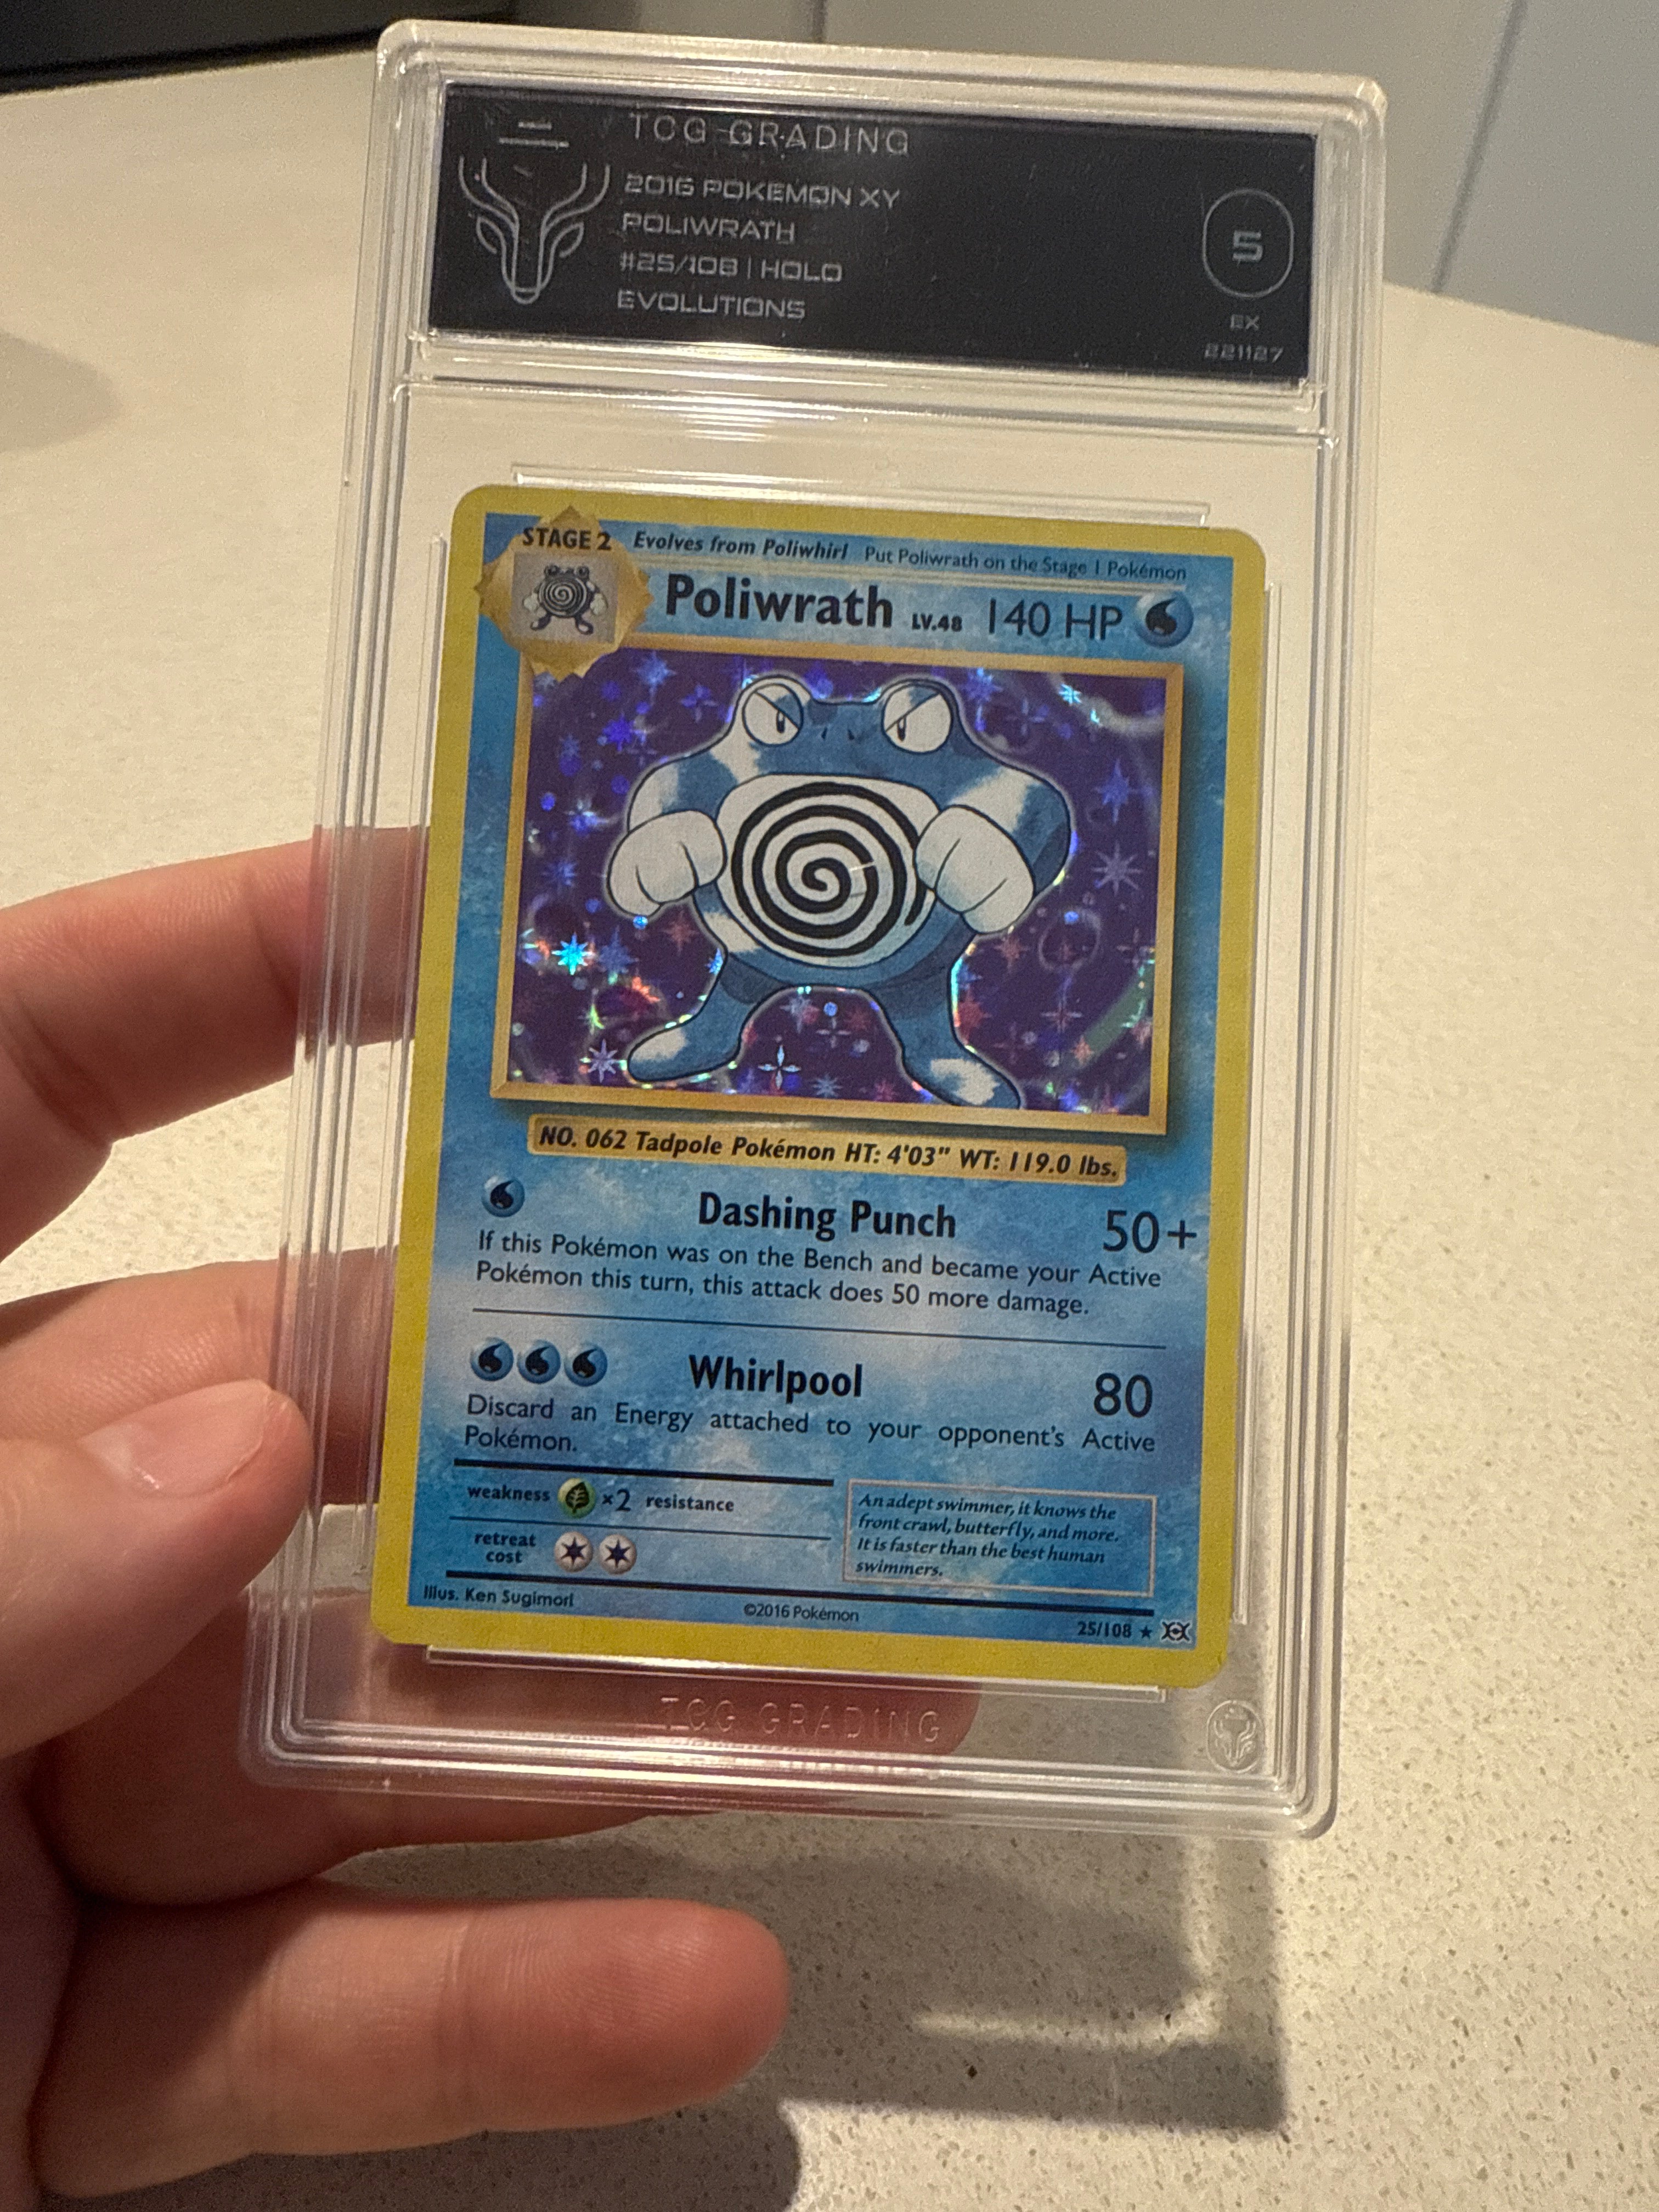 TCG GRADING
2016 POKEMON XY
POLIWRATH
#25/108 | HOLO
EVOLUTIONS
5
EX
221127
STAGE 2 Evolves from Poliwhirl Put Poliwrath on the Stage 1 Pokémon
Poliwrath LV.48 140 HP
NO. 062 Tadpole Pokémon HT: 4'03" WT: 119.0 lbs.
Dashing Punch 50+
If this Pokémon was on the Bench and became your Active
Pokémon this turn, this attack does 50 more damage.
Whirlpool 80
Discard an Energy attached to your opponent's Active
Pokémon.
weakness ×2 resistance
retreat
cost
An adept swimmer, it knows the
front crawl, butterfly, and more.
It is faster than the best human
swimmers.
Illus. Ken Sugimori
©2016 Pokémon
25/108
TCG GRADING